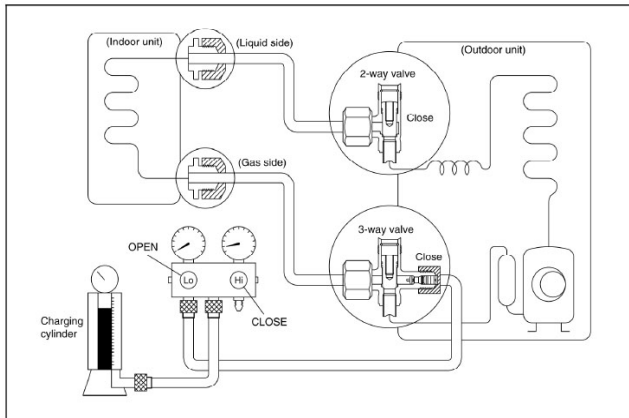 (Indoor unit)
(Liquid side)
(Outdoor unit)
2-way valve
Close
(Gas side)
3-way valve
Close
OPEN
Lo
Hi
CLOSE
Charging
cylinder